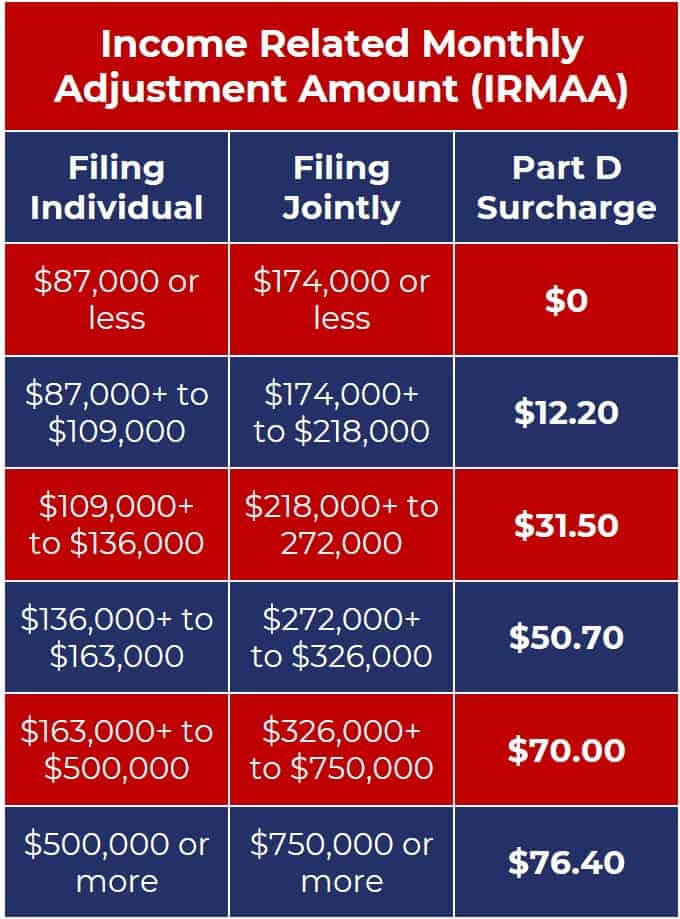 Income Related Monthly
Adjustment Amount (IRMAA)
Filing
Individual
Filing
Jointly
Part D
Surcharge
$87,000 or
less
$174,000 or
less
$0
$87,000+ to
$109,000
$174,000+
to $218,000
$12.20
$109,000+
to $136,000
$218,000+ to
272,000
$31.50
$136,000+ to
$163,000
$272,000+
to $326,000
$50.70
$163,000+ to
$500,000
$326,000+
to $750,000
$70.00
$500,000 or
more
$750,000 or
more
$76.40